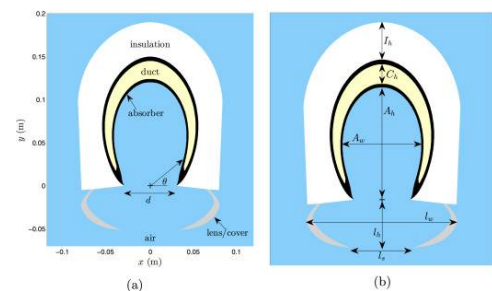 0.2
insulation
0.15
duct
0.1
absorber
y (m)
0.05
θ
0
d
lens/cover
-0.05
air
-0.1
-0.05
0
0.05
0.1
x (m)
(a)
I_h
C_h
A_h
A_w
l_w
l_h
l_s
(b)